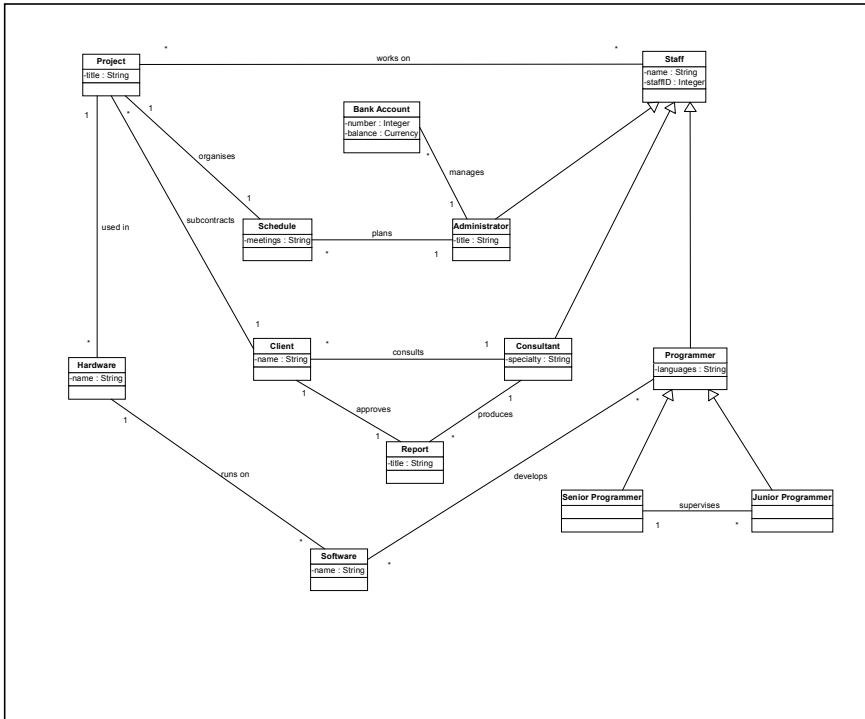 *
*
works on
Project
-title : String
Staff
-name : String
-staffID : Integer
1
*
1
Bank Account
-number : Integer
-balance : Currency
organises
*
manages
1
1
subcontracts
Schedule
-meetings : String
plans
Administrator
-title : String
used in
*
1
1
*
1
Client
-name : String
consults
Consultant
-specialty : String
*
Programmer
-languages : String
Hardware
-name : String
1
1
*
approves
produces
1
1
*
Report
-title : String
runs on
develops
Senior Programmer
Junior Programmer
supervises
1
*
*
*
Software
-name : String